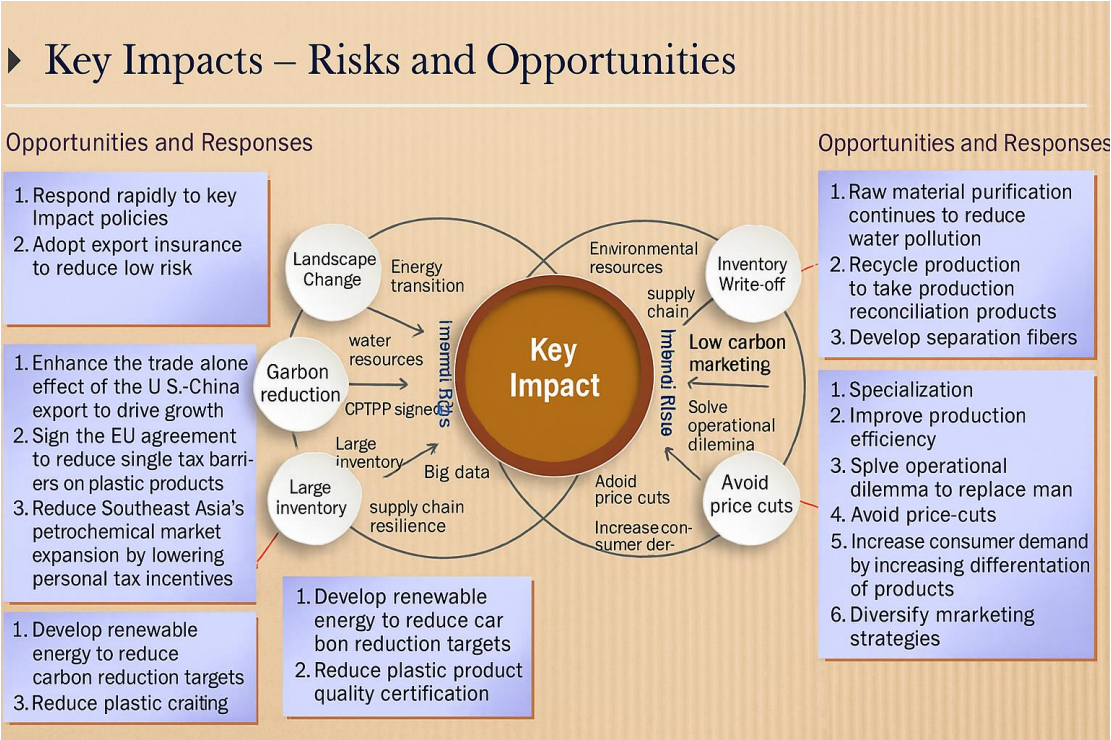 Key Impacts – Risks and Opportunities
Opportunities and Responses
1. Respond rapidly to key
Impact policies
2. Adopt export insurance
to reduce low risk
1. Enhance the trade alone
effect of the U S.-China
export to drive growth
2. Sign the EU agreement
to reduce single tax barri-
ers on plastic products
3. Reduce Southeast Asia's
petrochemical market
expansion by lowering
personal tax incentives
1. Develop renewable
energy to reduce
carbon reduction targets
3. Reduce plastic craiting
1. Develop renewable
energy to reduce car
bon reduction targets
2. Reduce plastic product
quality certification
Landscape
Change
Garbon
reduction
Large
inventory
Energy
transition
water
resources
CPTPP signed
Large
inventory
Big data
supply chain
resilience
Key
Impact
Environmental
resources
supply
chain
Low carbon
marketing
Solve
operational
dilemina
Adoid
price cuts
Increase con-
sumer der-
Inventory
Write-off
Avoid
price cuts
Opportunities and Responses
1. Raw material purification
continues to reduce
water pollution
2. Recycle production
to take production
reconciliation products
3. Develop separation fibers
1. Specialization
2. Improve production
efficiency
3. Splve operational
dilemma to replace man
4. Avoid price-cuts
5. Increase consumer demand
by increasing differentation
of products
6. Diversify mrarketing
strategies